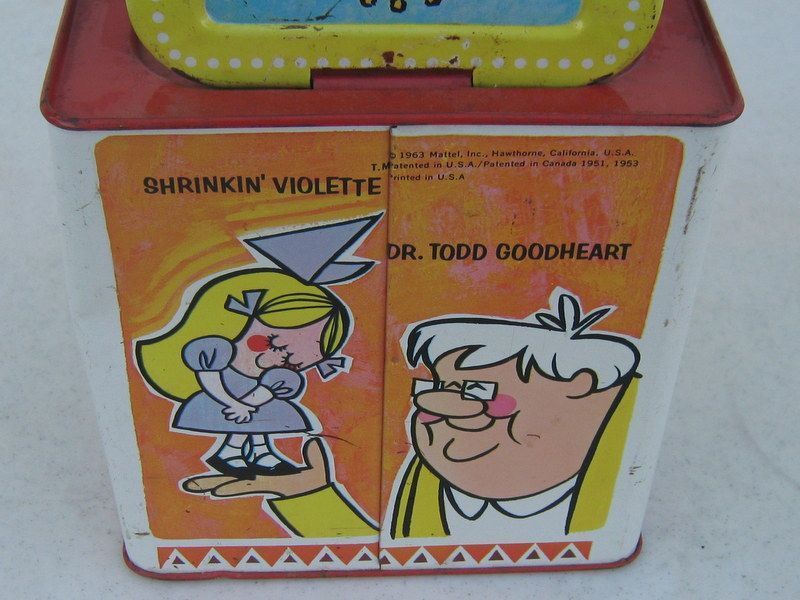 © 1963 Mattel, Inc., Hawthorne, California, U.S.A.
T.M Patented in U.S.A./Patented in Canada 1951, 1953
Printed in U.S.A
SHRINKIN' VIOLETTE
DR. TODD GOODHEART